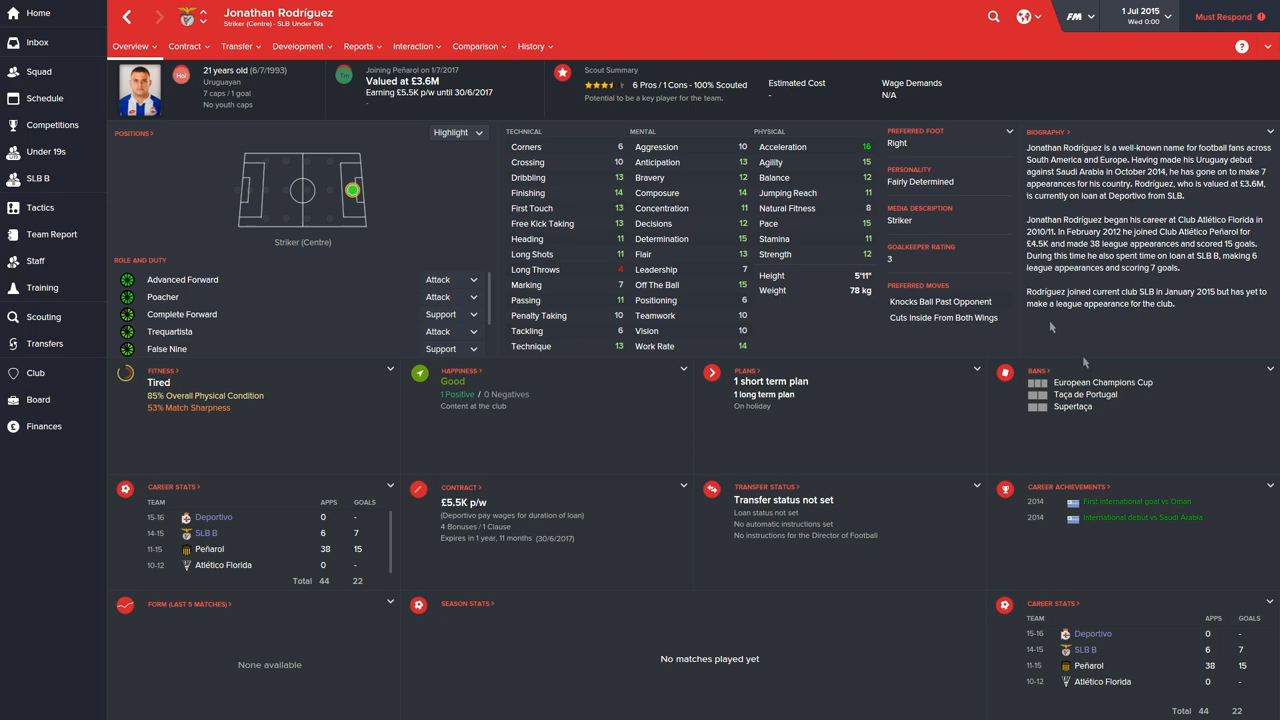 Home
Inbox
Squad
Schedule
Competitions
Under 19s
SLB B
Tactics
Team Report
Staff
Training
Scouting
Transfers
Club
Board
Finances
Jonathan Rodríguez
Striker (Centre) - SLB Under 19s
FM
1 Jul 2015
Wed 0:00
Must Respond
Overview Contract Transfer Development Reports Interaction Comparison History
?
Hol
21 years old (6/7/1993)
Uruguayan
7 caps / 1 goal
No youth caps
Trn
Joining Peñarol on 1/7/2017
Valued at £3.6M
Earning £5.5K p/w until 30/6/2017
-
Scout Summary
6 Pros / 1 Cons - 100% Scouted
Potential to be a key player for the team.
Estimated Cost
-
Wage Demands
N/A
POSITIONS >
Highlight
Striker (Centre)
ROLE AND DUTY
Advanced Forward Attack
Poacher Attack
Complete Forward Support
Trequartista Attack
False Nine Support
TECHNICAL
Corners 6
Crossing 10
Dribbling 13
Finishing 14
First Touch 13
Free Kick Taking 13
Heading 11
Long Shots 11
Long Throws 4
Marking 7
Passing 11
Penalty Taking 10
Tackling 6
Technique 13
MENTAL
Aggression 10
Anticipation 13
Bravery 12
Composure 14
Concentration 11
Decisions 12
Determination 15
Flair 13
Leadership 7
Off The Ball 15
Positioning 6
Teamwork 10
Vision 10
Work Rate 14
PHYSICAL
Acceleration 16
Agility 15
Balance 12
Jumping Reach 11
Natural Fitness 8
Pace 15
Stamina 11
Strength 12
Height 5'11"
Weight 78 kg
PREFERRED FOOT
Right
PERSONALITY
Fairly Determined
MEDIA DESCRIPTION
Striker
GOALKEEPER RATING
3
PREFERRED MOVES
Knocks Ball Past Opponent
Cuts Inside From Both Wings
BIOGRAPHY >
Jonathan Rodríguez is a well-known name for football fans across
South America and Europe. Having made his Uruguay debut
against Saudi Arabia in October 2014, he has gone on to make 7
appearances for his country. Rodríguez, who is valued at £3.6M,
is currently on loan at Deportivo from SLB.
Jonathan Rodríguez began his career at Club Atlético Florida in
2010/11. In February 2012 he joined Club Atlético Peñarol for
£4.5K and made 38 league appearances and scored 15 goals.
During this time he also spent time on loan at SLB B, making 6
league appearances and scoring 7 goals.
Rodríguez joined current club SLB in January 2015 but has yet to
make a league appearance for the club.
FITNESS >
Tired
85% Overall Physical Condition
53% Match Sharpness
HAPPINESS >
Good
1 Positive / 0 Negatives
Content at the club
PLANS >
1 short term plan
1 long term plan
On holiday
BANS >
European Champions Cup
Taça de Portugal
Supertaça
CAREER STATS >
TEAM APPS GOALS
15-16 Deportivo 0 -
14-15 SLB B 6 7
11-15 Peñarol 38 15
10-12 Atlético Florida 0 -
Total 44 22
CONTRACT >
£5.5K p/w
(Deportivo pay wages for duration of loan)
4 Bonuses / 1 Clause
Expires in 1 year, 11 months (30/6/2017)
TRANSFER STATUS >
Transfer status not set
Loan status not set
No automatic instructions set
No instructions for the Director of Football
CAREER ACHIEVEMENTS >
2014 First international goal vs Oman
2014 International debut vs Saudi Arabia
FORM (LAST 5 MATCHES) >
None available
SEASON STATS >
No matches played yet
CAREER STATS >
TEAM APPS GOALS
15-16 Deportivo 0 -
14-15 SLB B 6 7
11-15 Peñarol 38 15
10-12 Atlético Florida 0 -
Total 44 22